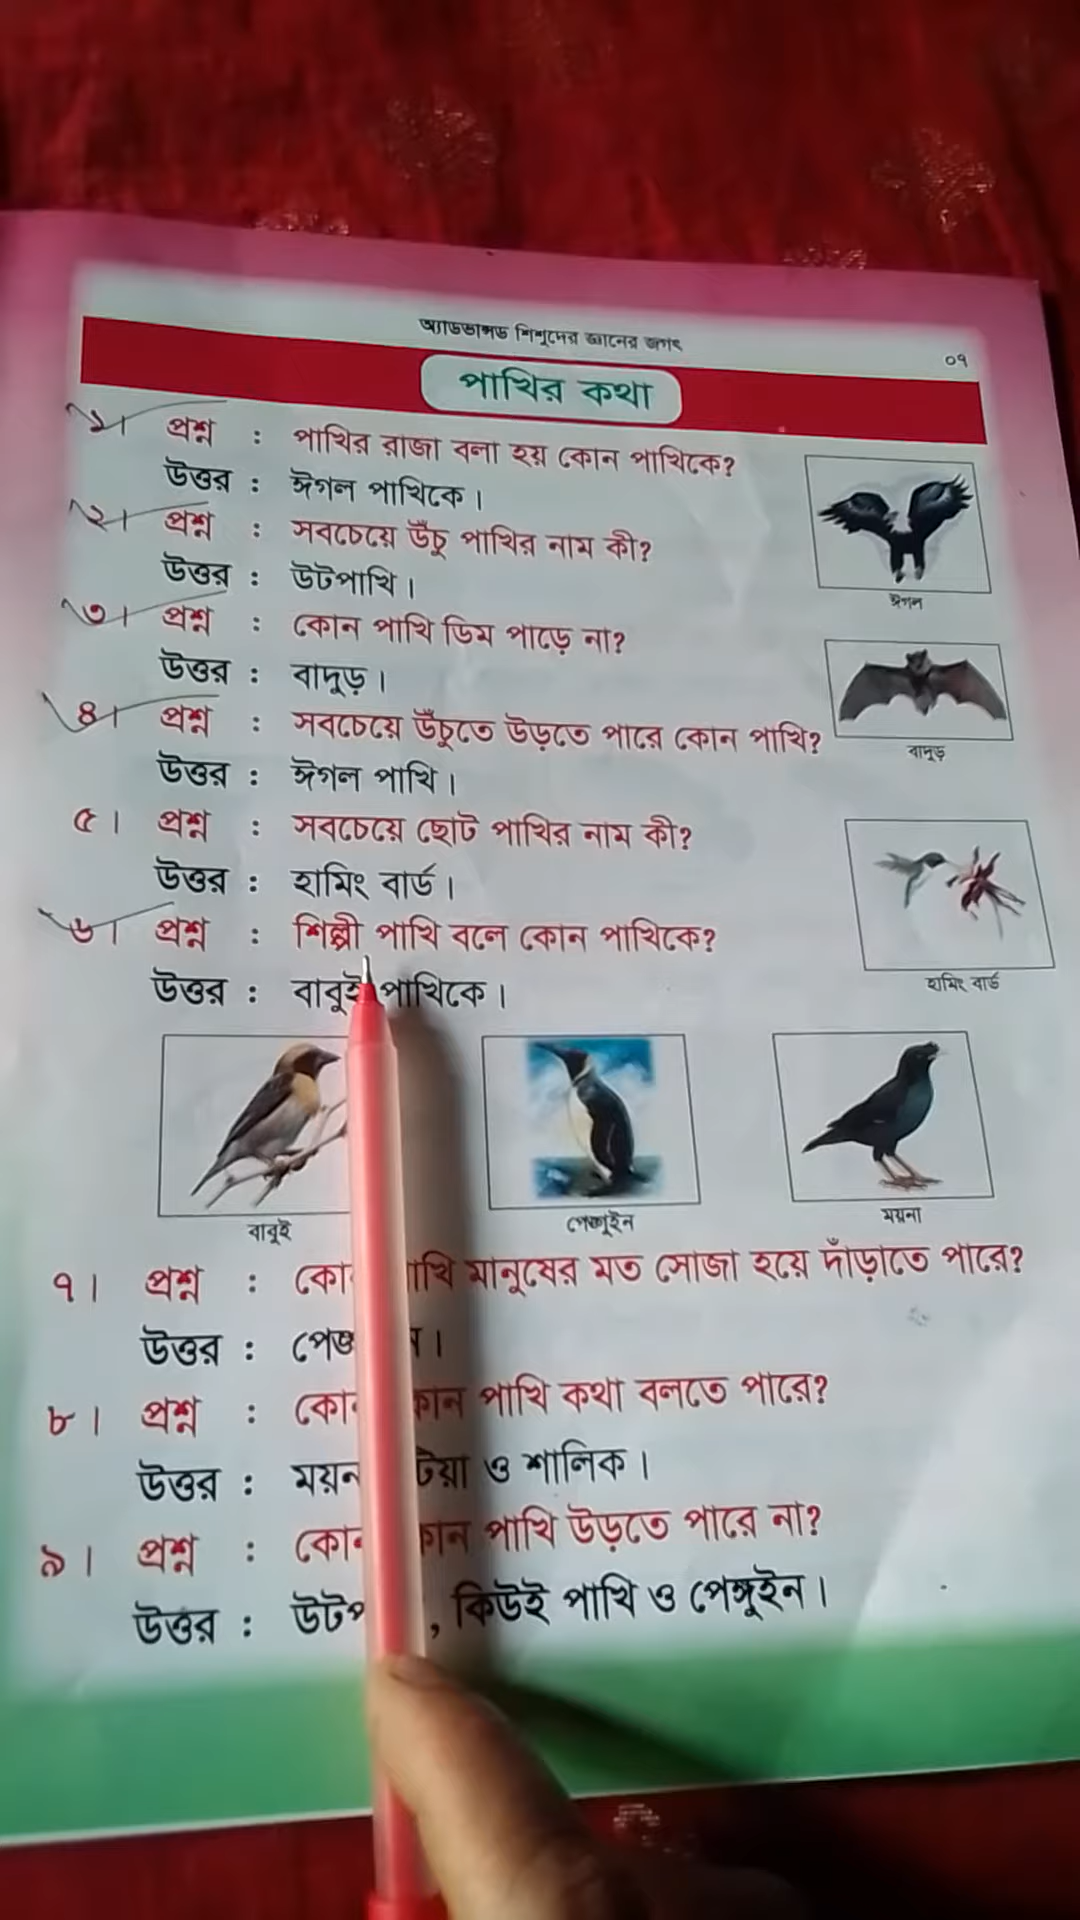 অ্যাডভান্সড শিশুদের জ্ঞানের জগৎ
০৭
পাখির কথা
১। প্রশ্ন : পাখির রাজা বলা হয় কোন পাখিকে?
উত্তর : ঈগল পাখিকে।
২। প্রশ্ন : সবচেয়ে উঁচু পাখির নাম কী?
উত্তর : উটপাখি।
ঈগল
৩। প্রশ্ন : কোন পাখি ডিম পাড়ে না?
উত্তর : বাদুড়।
৪। প্রশ্ন : সবচেয়ে উঁচুতে উড়তে পারে কোন পাখি?
বাদুড়
উত্তর : ঈগল পাখি।
৫। প্রশ্ন : সবচেয়ে ছোট পাখির নাম কী?
উত্তর : হামিং বার্ড।
৬। প্রশ্ন : শিল্পী পাখি বলে কোন পাখিকে?
হামিং বার্ড
উত্তর : বাবুই পাখিকে।
বাবুই
পেঙ্গুইন
ময়না
৭। প্রশ্ন : মানুষের মত সোজা হয়ে দাঁড়াতে পারে?
উত্তর :
৮। প্রশ্ন : পাখি কথা বলতে পারে?
উত্তর : ও শালিক।
৯। প্রশ্ন : পাখি উড়তে পারে না?
উত্তর : , কিউই পাখি ও পেঙ্গুইন।